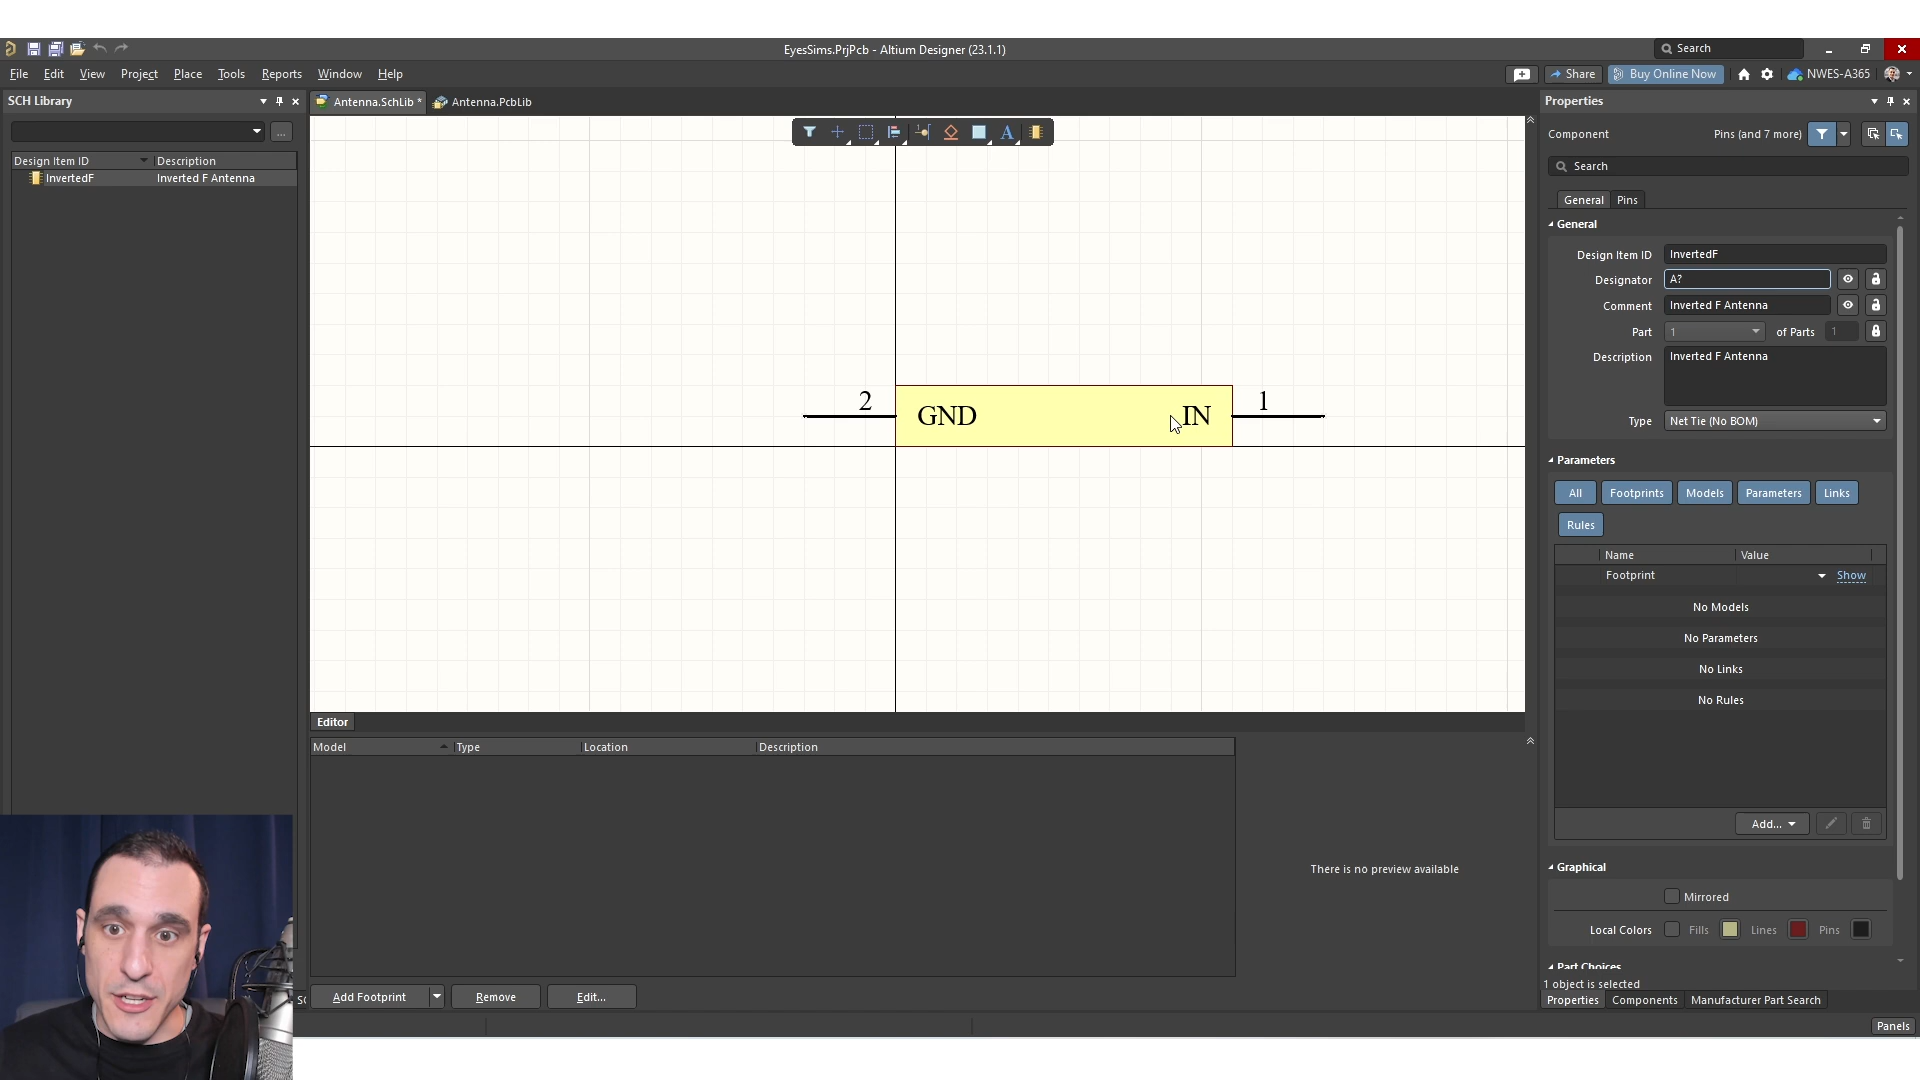 EyesSims.PrjPcb - Altium Designer (23.1.1)
Search
File Edit View Project Place Tools Reports Window Help
Share
Buy Online Now
NWES-A365
SCH Library
Antenna.SchLib *
Antenna.PcbLib
Properties
Component
Pins (and 7 more)
...
Search
Design Item ID
Description
InvertedF
Inverted F Antenna
General
Pins
General
Design Item ID
InvertedF
Designator
A?
Comment
Inverted F Antenna
Part
1
of Parts
1
Description
Inverted F Antenna
Type
Net Tie (No BOM)
2
GND
IN
1
Parameters
All
Footprints
Models
Parameters
Links
Rules
Name
Value
Footprint
Show
No Models
No Parameters
No Links
No Rules
Add...
Editor
Model
Type
Location
Description
There is no preview available
Graphical
Mirrored
Local Colors
Fills
Lines
Pins
Part Choices
1 object is selected
Add Footprint
Remove
Edit...
Properties
Components
Manufacturer Part Search
Panels